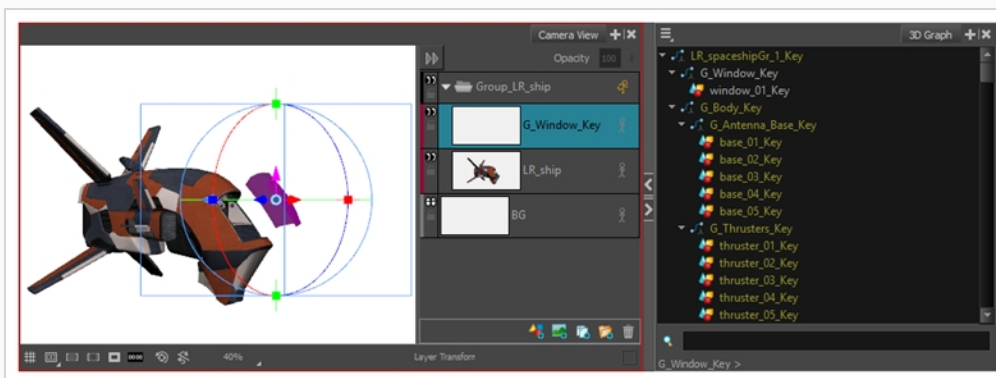 Camera View
Opacity 100
Group_LR_ship
G_Window_Key
LR_ship
BG
40%
Layer Transform
3D Graph
LR_spaceshipGr_1_Key
G_Window_Key
window_01_Key
G_Body_Key
G_Antenna_Base_Key
base_01_Key
base_02_Key
base_03_Key
base_04_Key
base_05_Key
G_Thrusters_Key
thruster_01_Key
thruster_02_Key
thruster_03_Key
thruster_04_Key
thruster_05_Key
G_Window_Key >